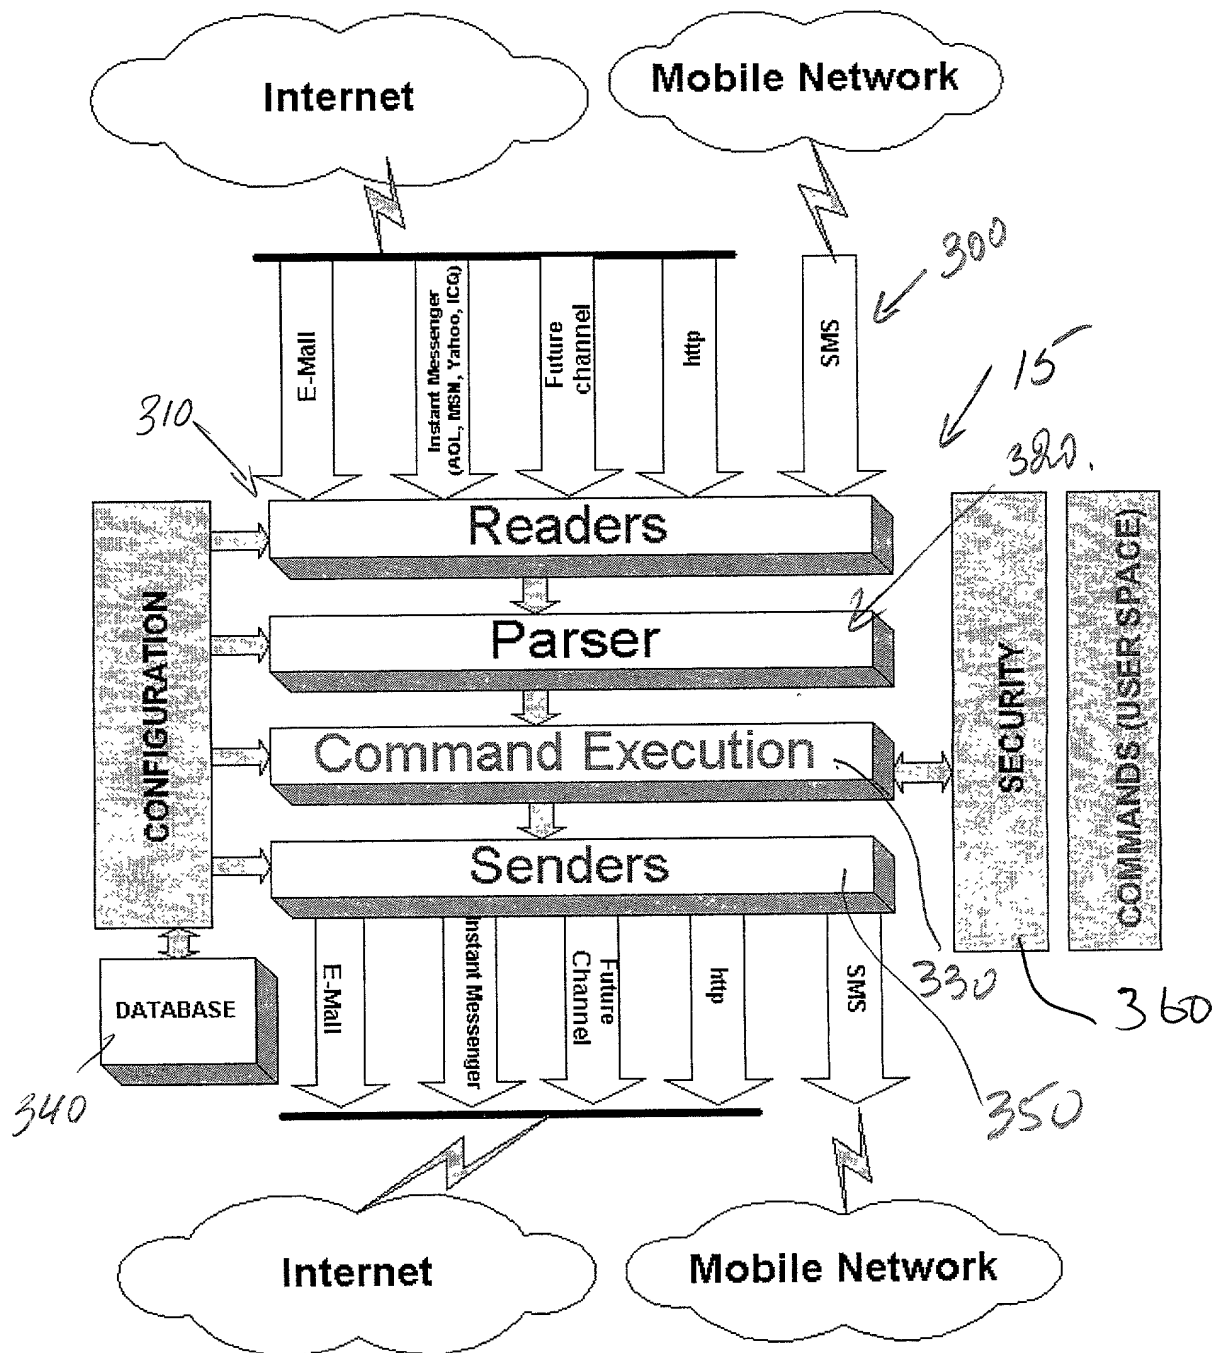 Internet
Mobile Network
300
E-Mall
Instant Messenger
(AOL, MSN, Yahoo, ICQ)
Future
channel
http
SMS
15
310
320.
Readers
Parser
Command Execution
Senders
CONFIGURATION
SECURITY
COMMANDS (USER SPACE)
DATABASE
E-Mall
Instant Messenger
Future
Channel
http
SMS
330
360
340
350
Internet
Mobile Network